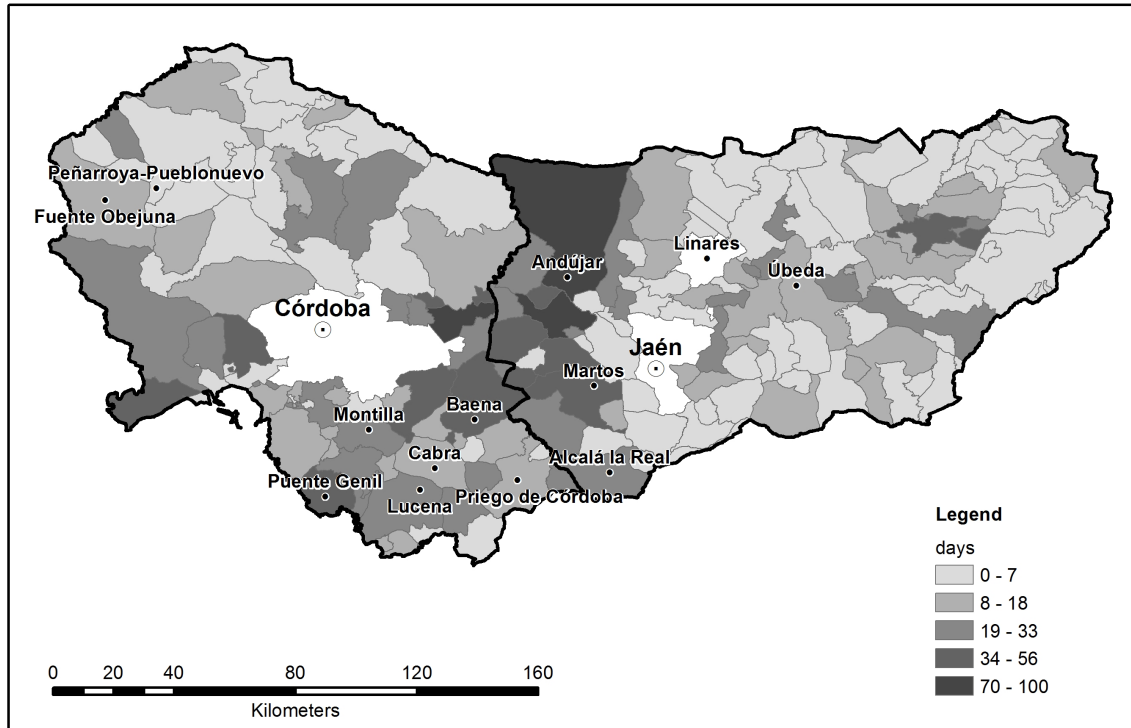 Peñarroya-Pueblonuevo
Fuente Obejuna
Linares
Andújar
Úbeda
Córdoba
Jaén
Martos
Montilla
Baena
Cabra
Alcalá la Real
Puente Genil
Lucena
Priego de Córdoba
Legend
days
0 - 7
8 - 18
19 - 33
34 - 56
70 - 100
0 20 40 80 120 160
Kilometers